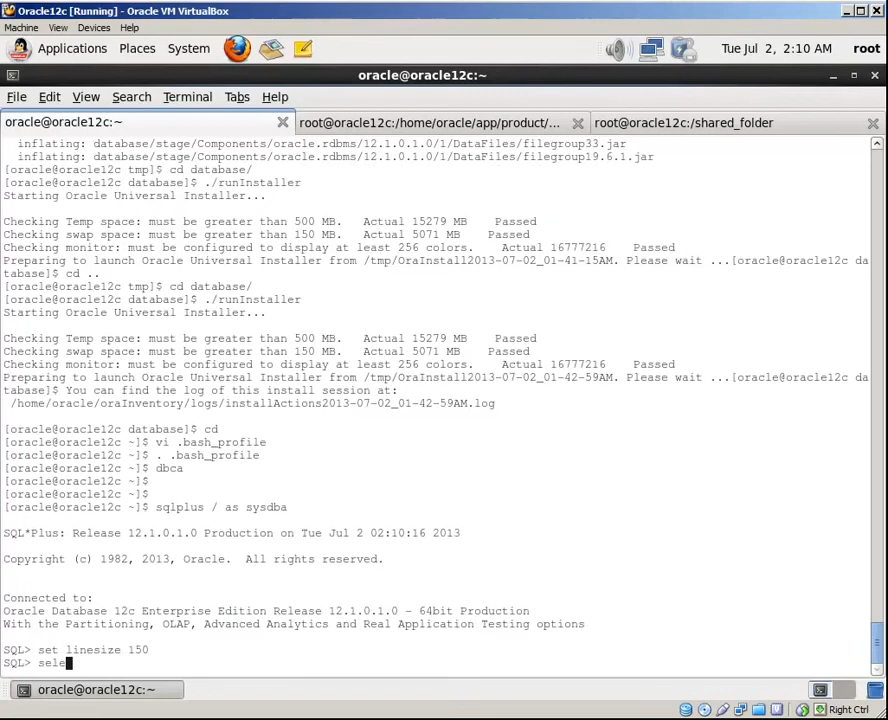 Oracle12c [Running] - Oracle VM VirtualBox
Machine View Devices Help
Applications Places System Tue Jul 2, 2:10 AM root
oracle@oracle12c:~
File Edit View Search Terminal Tabs Help
oracle@oracle12c:~ root@oracle12c:/home/oracle/app/product/... root@oracle12c:/shared_folder
inflating: database/stage/Components/oracle.rdbms/12.1.0.1.0/1/DataFiles/filegroup33.jar
inflating: database/stage/Components/oracle.rdbms/12.1.0.1.0/1/DataFiles/filegroup19.6.1.jar
[oracle@oracle12c tmp]$ cd database/
[oracle@oracle12c database]$ ./runInstaller
Starting Oracle Universal Installer...
Checking Temp space: must be greater than 500 MB. Actual 15279 MB Passed
Checking swap space: must be greater than 150 MB. Actual 5071 MB Passed
Checking monitor: must be configured to display at least 256 colors. Actual 16777216 Passed
Preparing to launch Oracle Universal Installer from /tmp/OraInstall2013-07-02_01-41-15AM. Please wait ...[oracle@oracle12c da
tabase]$ cd ..
[oracle@oracle12c tmp]$ cd database/
[oracle@oracle12c database]$ ./runInstaller
Starting Oracle Universal Installer...
Checking Temp space: must be greater than 500 MB. Actual 15279 MB Passed
Checking swap space: must be greater than 150 MB. Actual 5071 MB Passed
Checking monitor: must be configured to display at least 256 colors. Actual 16777216 Passed
Preparing to launch Oracle Universal Installer from /tmp/OraInstall2013-07-02_01-42-59AM. Please wait ...[oracle@oracle12c da
tabase]$ You can find the log of this install session at:
/home/oracle/oraInventory/logs/installActions2013-07-02_01-42-59AM.log
[oracle@oracle12c database]$ cd
[oracle@oracle12c ~]$ vi .bash_profile
[oracle@oracle12c ~]$ . .bash_profile
[oracle@oracle12c ~]$ dbca
[oracle@oracle12c ~]$
[oracle@oracle12c ~]$
[oracle@oracle12c ~]$ sqlplus / as sysdba
SQL*Plus: Release 12.1.0.1.0 Production on Tue Jul 2 02:10:16 2013
Copyright (c) 1982, 2013, Oracle. All rights reserved.
Connected to:
Oracle Database 12c Enterprise Edition Release 12.1.0.1.0 - 64bit Production
With the Partitioning, OLAP, Advanced Analytics and Real Application Testing options
SQL> set linesize 150
SQL> sele
oracle@oracle12c:~
Right Ctrl